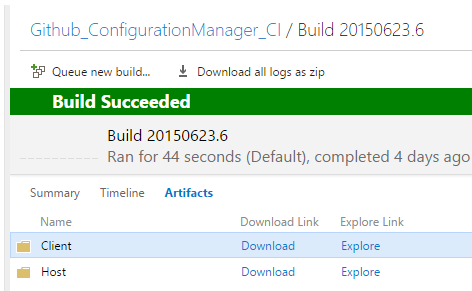 Github_ConfigurationManager_CI / Build 20150623.6
Queue new build... Download all logs as zip
Build Succeeded
Build 20150623.6
Ran for 44 seconds (Default), completed 4 days ago
Summary Timeline Artifacts
Name Download Link Explore Link
Client Download Explore
Host Download Explore